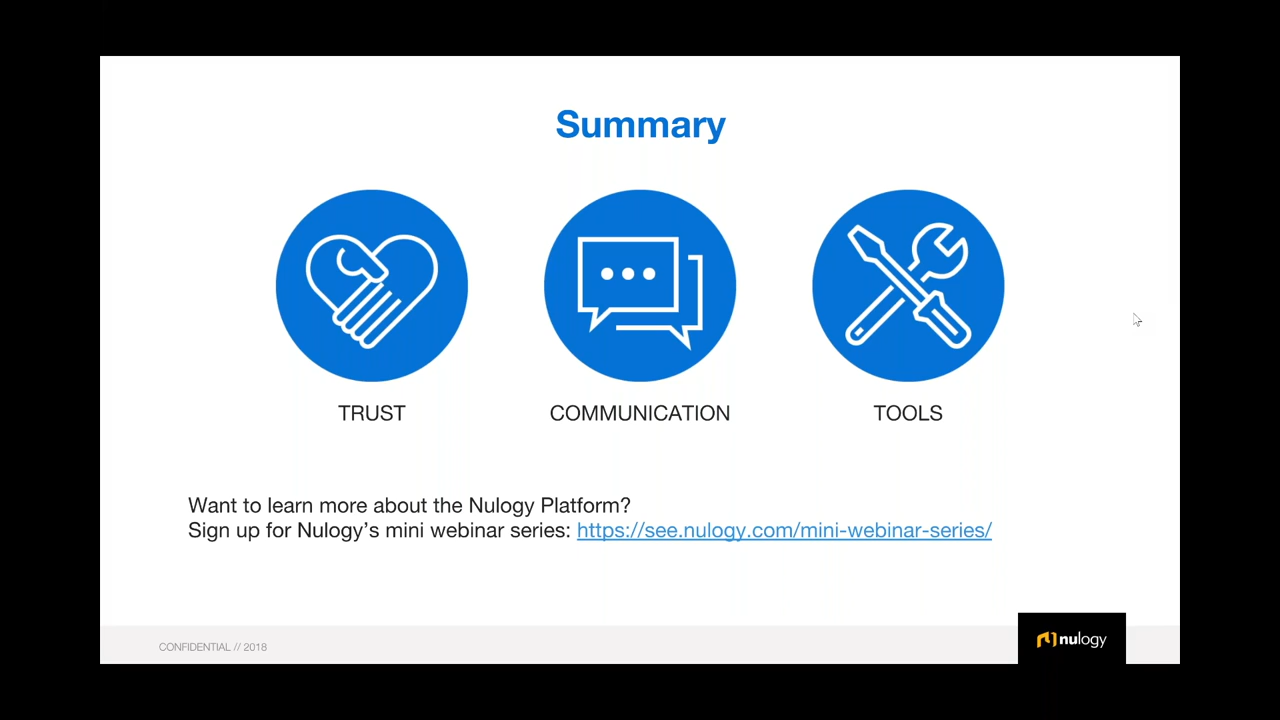 Summary
TRUST
COMMUNICATION
TOOLS
Want to learn more about the Nulogy Platform?
Sign up for Nulogy’s mini webinar series: https://see.nulogy.com/mini-webinar-series/
CONFIDENTIAL // 2018
nulogy